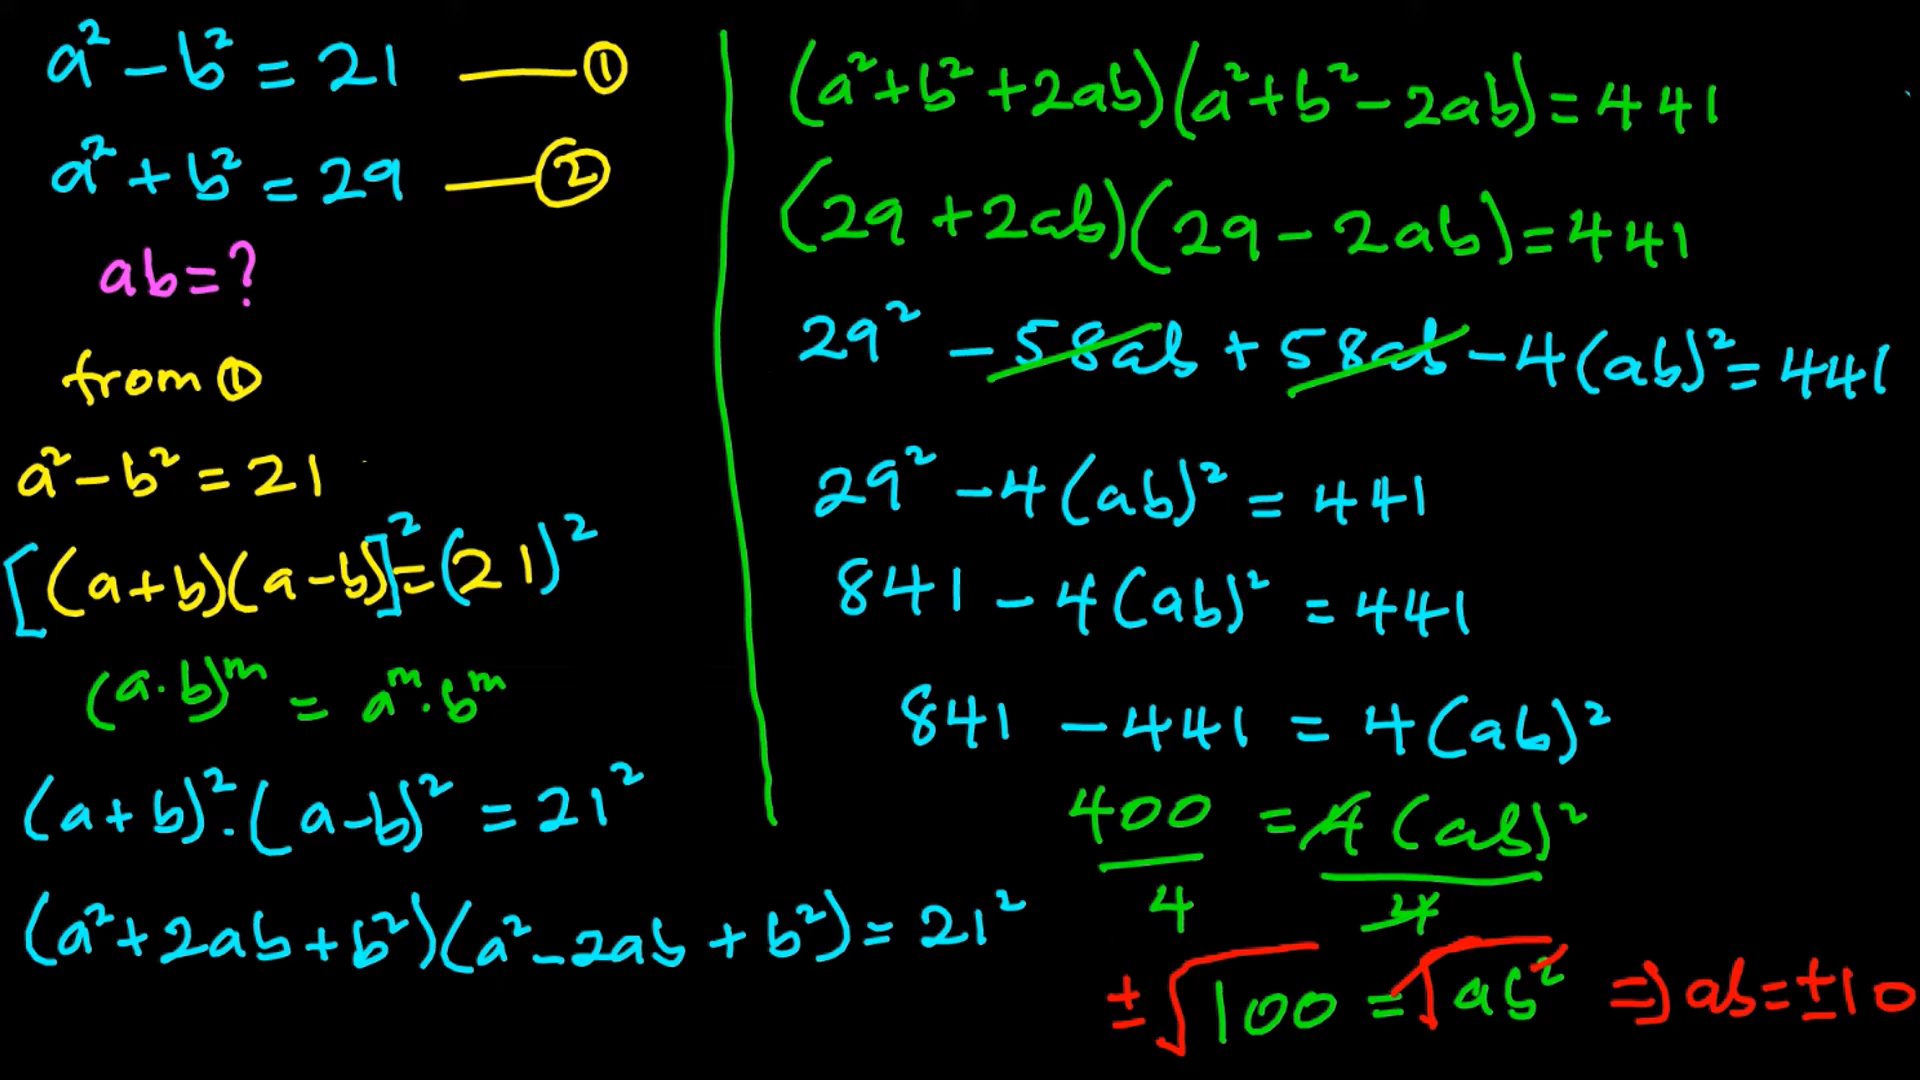 a² - b² = 21 —— ①
a² + b² = 29 —— ②
ab = ?
from ①
a² - b² = 21
[(a+b)(a-b)]² = (21)²
(a·b)ᵐ = aᵐ·bᵐ
(a+b)²·(a-b)² = 21²
(a²+2ab+b²)(a²-2ab+b²) = 21²
(a²+b²+2ab)(a²+b²-2ab) = 441
(29+2ab)(29-2ab) = 441
29² - 58ab + 58ab - 4(ab)² = 441
29² - 4(ab)² = 441
841 - 4(ab)² = 441
841 - 441 = 4(ab)²
400/4 = 4(ab)²/4
±√100 = √ab² ⇒ ab = ±10